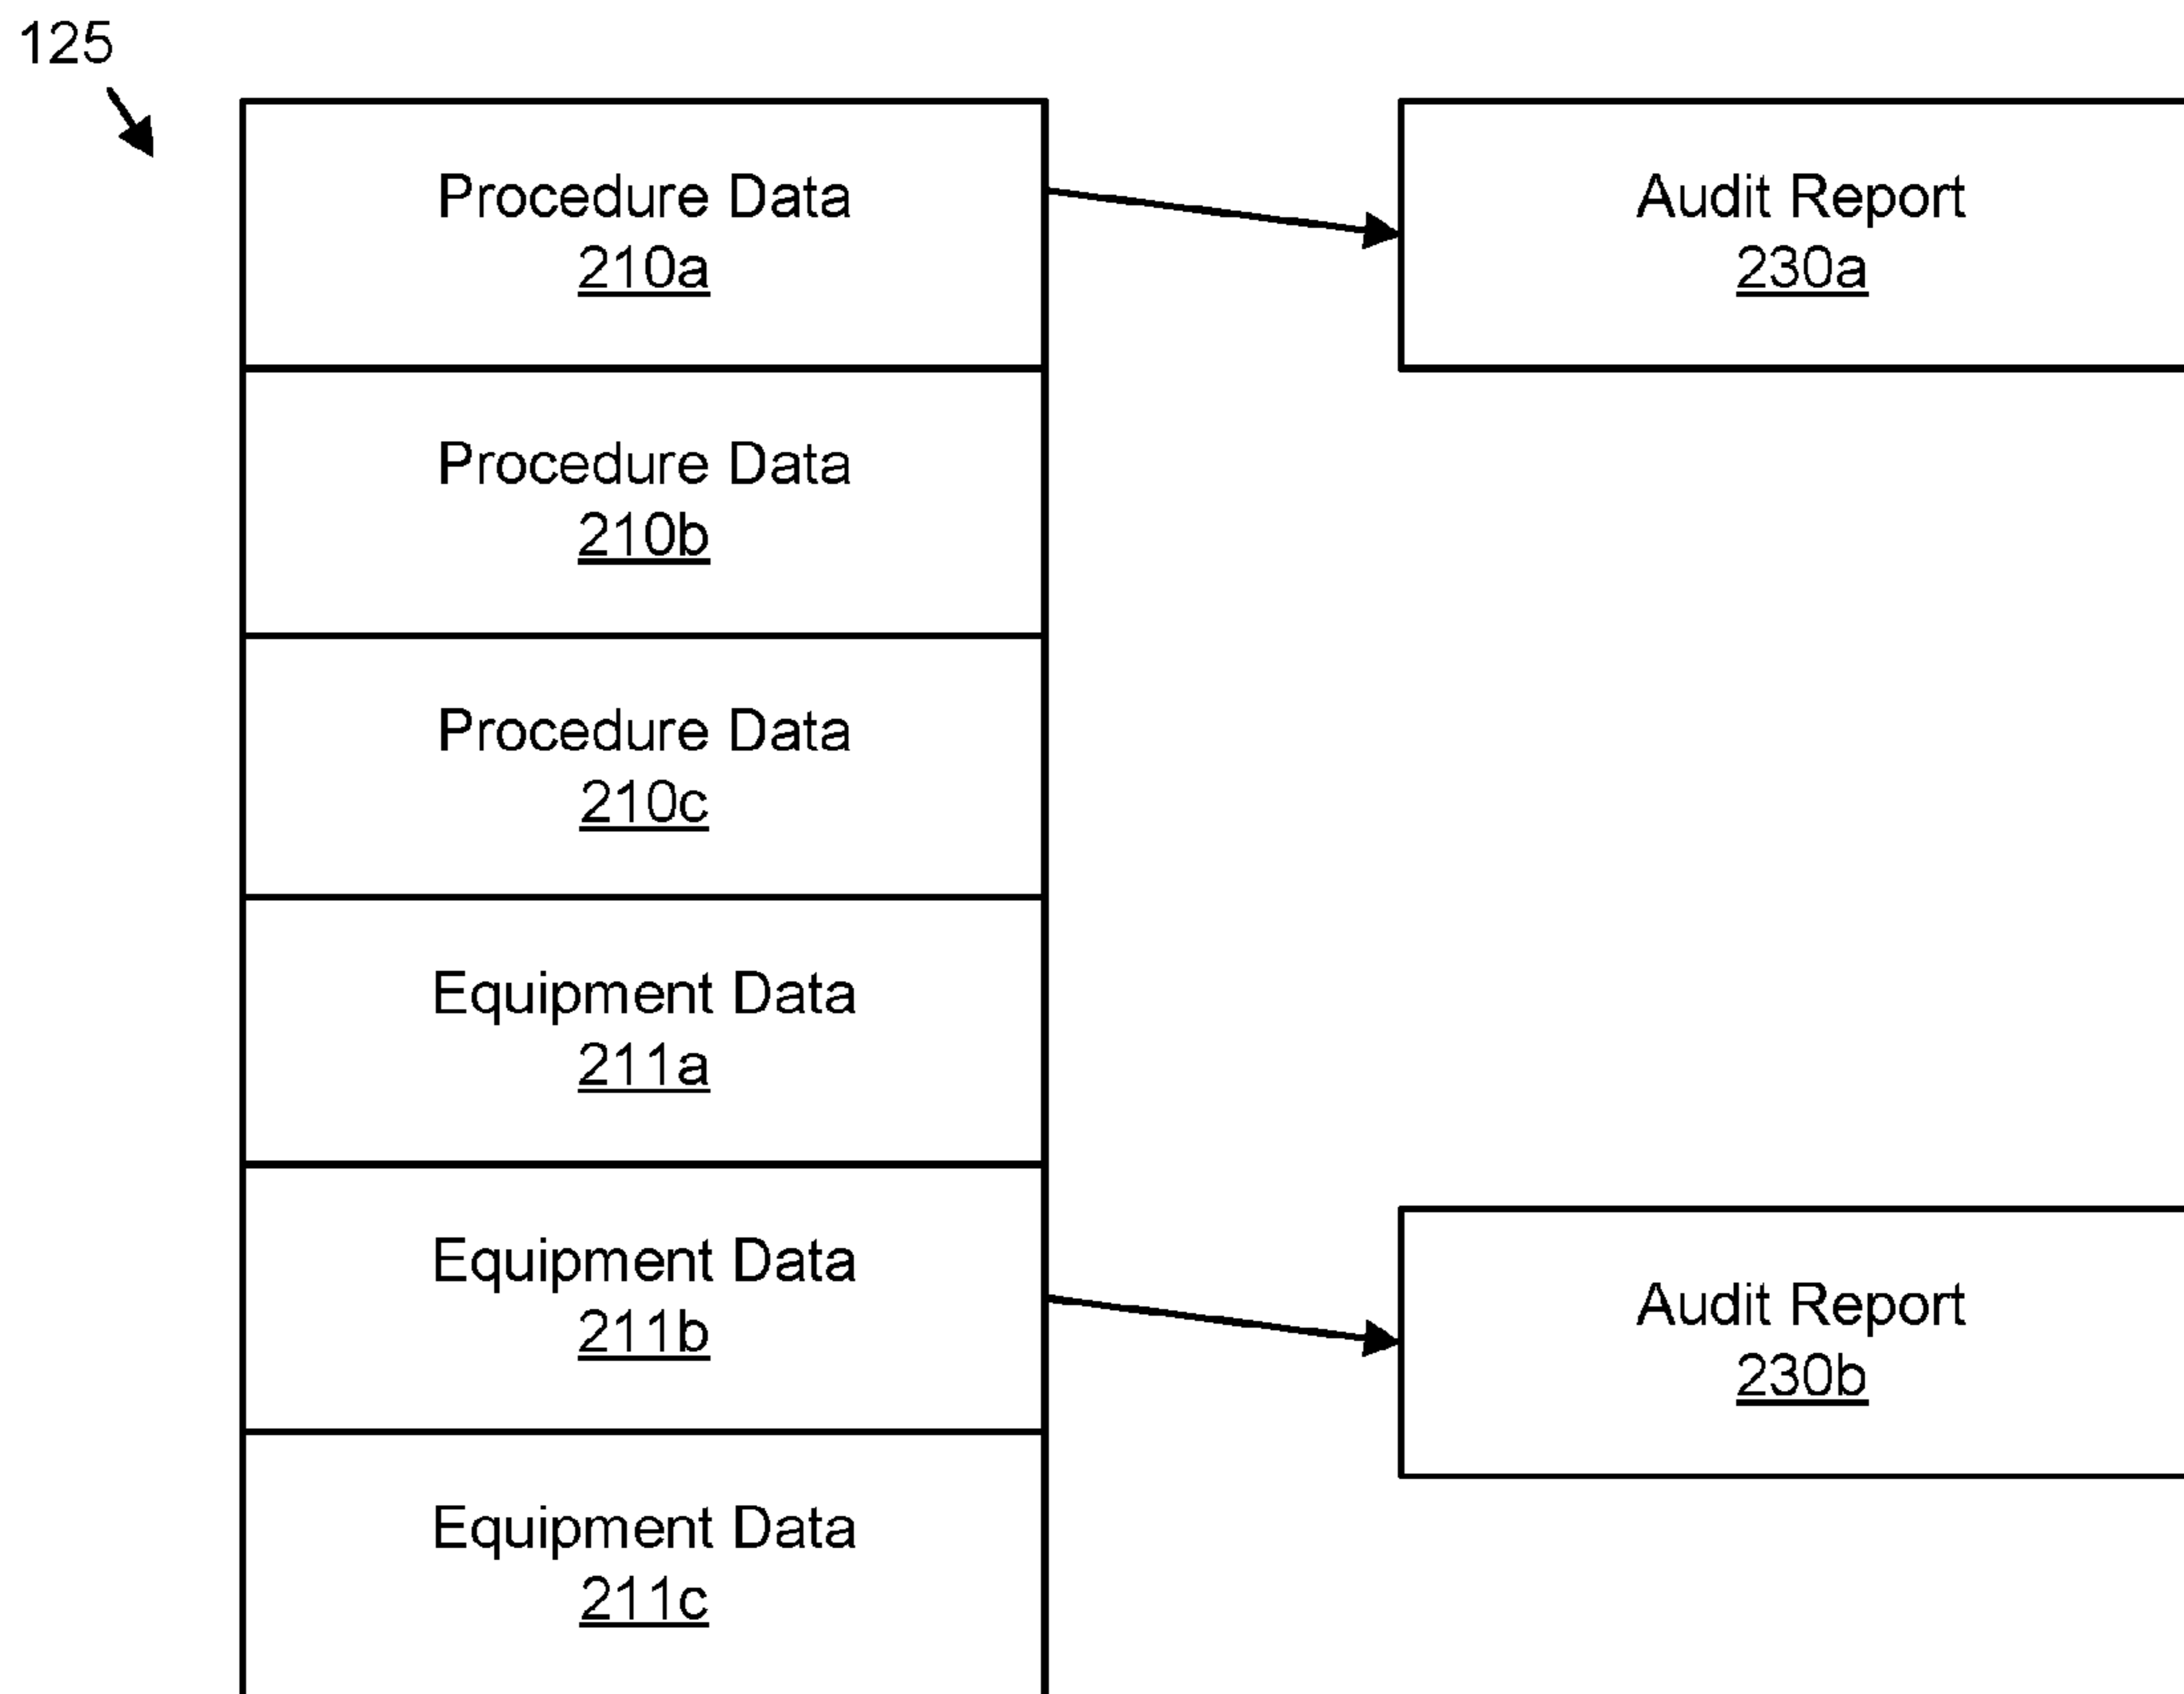 125
Procedure Data
210a
Audit Report
230a
Procedure Data
210b
Procedure Data
210c
Equipment Data
211a
Equipment Data
211b
Audit Report
230b
Equipment Data
211c